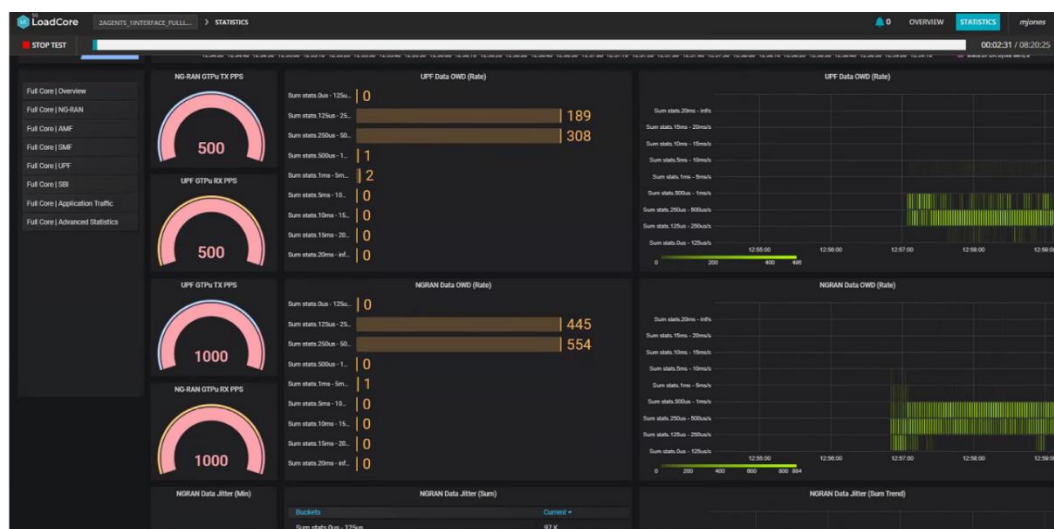 5G
LoadCore
2AGENTS_1INTERFACE_FULLL...
STATISTICS
0
OVERVIEW
STATISTICS
mjones
STOP TEST
00:02:31 / 08:20:25
Full Core | Overview
Full Core | NG-RAN
Full Core | AMF
Full Core | SMF
Full Core | UPF
Full Core | SBI
Full Core | Application Traffic
Full Core | Advanced Statistics
NG-RAN GTPu TX PPS
500
UPF GTPu RX PPS
500
UPF Data OWD (Rate)
Sum stats.0us - 125u... 0
Sum stats.125us - 25... 189
Sum stats.250us - 50... 308
Sum stats.500us - 1... 1
Sum stats.1ms - 5m... 2
Sum stats.5ms - 10... 0
Sum stats.10ms - 15... 0
Sum stats.15ms - 20... 0
Sum stats.20ms - inf... 0
UPF Data OWD (Rate)
Sum stats.20ms - infs
Sum stats.15ms - 20ms/s
Sum stats.10ms - 15ms/s
Sum stats.5ms - 10ms/s
Sum stats.1ms - 5ms/s
Sum stats.500us - 1ms/s
Sum stats.250us - 500us/s
Sum stats.125us - 250us/s
Sum stats.0us - 125us/s
12:55:00 12:56:00 12:57:00 12:58:00 12:59:0
0 200 400
UPF GTPu TX PPS
1000
NG-RAN GTPu RX PPS
1000
NGRAN Data OWD (Rate)
Sum stats.0us - 125u... 0
Sum stats.125us - 25... 445
Sum stats.250us - 50... 554
Sum stats.500us - 1... 0
Sum stats.1ms - 5m... 1
Sum stats.5ms - 10... 0
Sum stats.10ms - 15... 0
Sum stats.15ms - 20... 0
Sum stats.20ms - inf... 0
NGRAN Data OWD (Rate)
Sum stats.20ms - infs
Sum stats.15ms - 20ms/s
Sum stats.10ms - 15ms/s
Sum stats.5ms - 10ms/s
Sum stats.1ms - 5ms/s
Sum stats.500us - 1ms/s
Sum stats.250us - 500us/s
Sum stats.125us - 250us/s
Sum stats.0us - 125us/s
12:55:00 12:56:00 12:57:00 12:58:00 12:59:0
0 200 400 600 800 884
NGRAN Data Jitter (Min)
NGRAN Data Jitter (Sum)
Buckets Current
Sum stats.0us - 125us 97 K
NGRAN Data Jitter (Sum Trend)